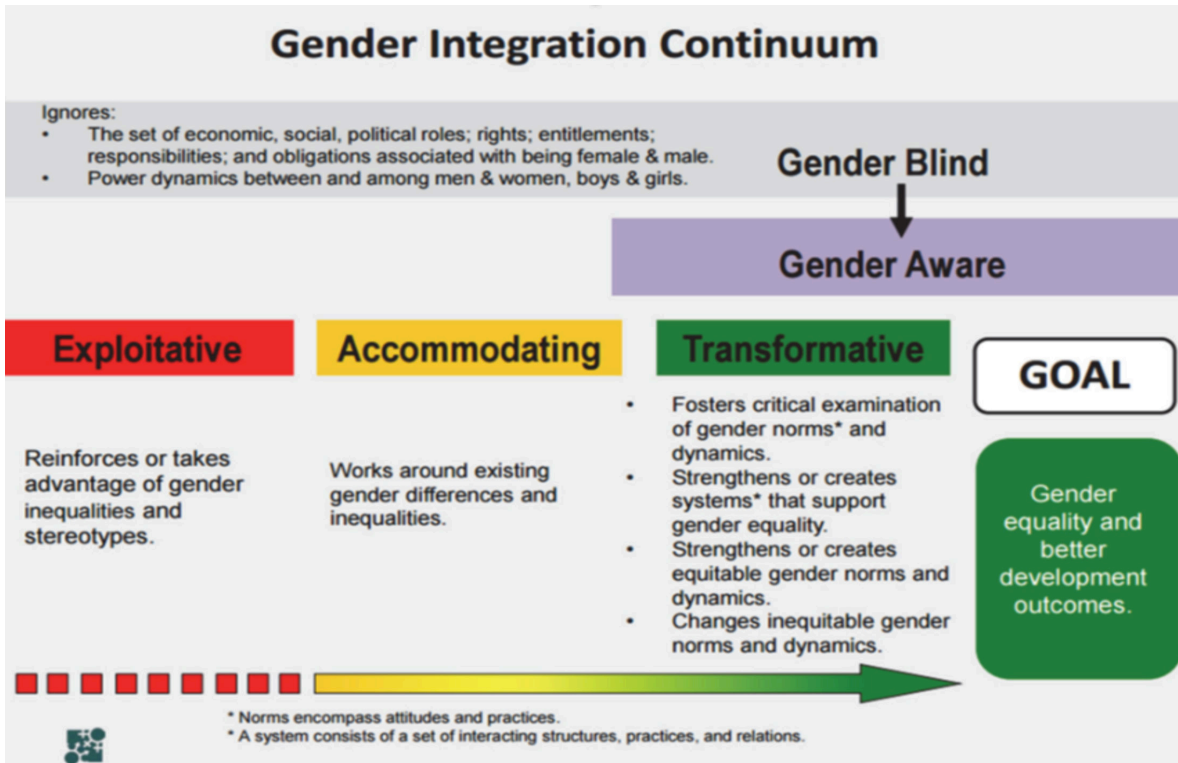 Gender Integration Continuum
Ignores:
• The set of economic, social, political roles; rights; entitlements;
responsibilities; and obligations associated with being female & male.
• Power dynamics between and among men & women, boys & girls.
Gender Blind
Gender Aware
Exploitative
Reinforces or takes
advantage of gender
inequalities and
stereotypes.
Accommodating
Works around existing
gender differences and
inequalities.
Transformative
• Fosters critical examination
of gender norms* and
dynamics.
• Strengthens or creates
systems* that support
gender equality.
• Strengthens or creates
equitable gender norms and
dynamics.
• Changes inequitable gender
norms and dynamics.
GOAL
Gender
equality and
better
development
outcomes.
* Norms encompass attitudes and practices.
* A system consists of a set of interacting structures, practices, and relations.